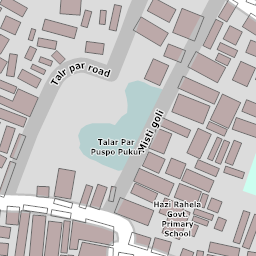 Talr par road
Misti goli
Talar Par
Puspo Pukur
Hazi Rahela
Govt.
Primary
School